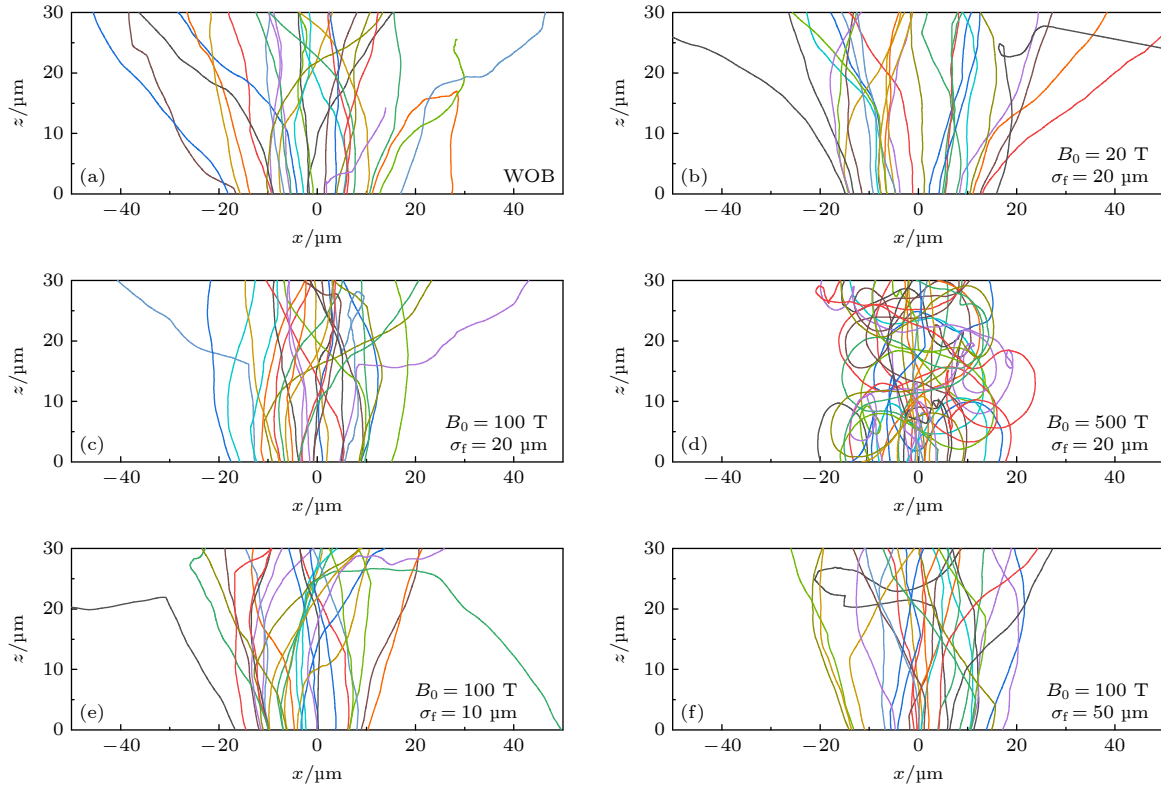 30
20
10
0
z/µm
(a)
WOB
−40 −20 0 20 40
x/µm
30
20
10
0
z/µm
(b)
B₀ = 20 T
σf = 20 µm
−40 −20 0 20 40
x/µm
30
20
10
0
z/µm
(c)
B₀ = 100 T
σf = 20 µm
−40 −20 0 20 40
x/µm
30
20
10
0
z/µm
(d)
B₀ = 500 T
σf = 20 µm
−40 −20 0 20 40
x/µm
30
20
10
0
z/µm
(e)
B₀ = 100 T
σf = 10 µm
−40 −20 0 20 40
x/µm
30
20
10
0
z/µm
(f)
B₀ = 100 T
σf = 50 µm
−40 −20 0 20 40
x/µm